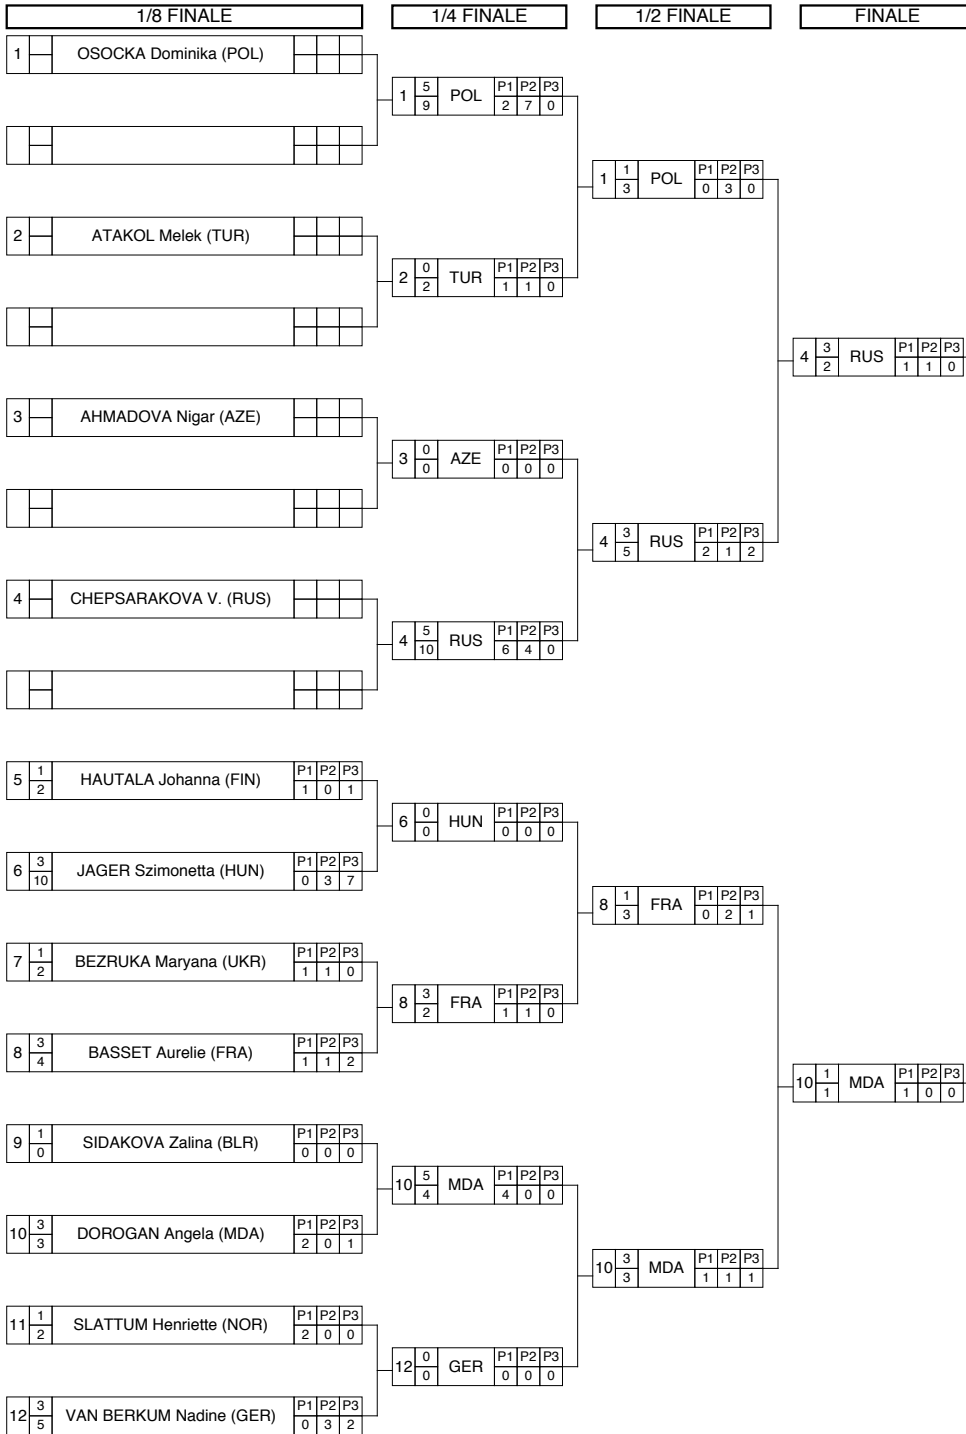 1/8 FINALE 1/4 FINALE 1/2 FINALE FINALE
1 OSOCKA Dominika (POL)
1 5 9 POL P1 P2 P3 2 7 0
1 1 3 POL P1 P2 P3 0 3 0
2 ATAKOL Melek (TUR)
2 0 2 TUR P1 P2 P3 1 1 0
4 3 2 RUS P1 P2 P3 1 1 0
3 AHMADOVA Nigar (AZE)
3 0 0 AZE P1 P2 P3 0 0 0
4 3 5 RUS P1 P2 P3 2 1 2
4 CHEPSARAKOVA V. (RUS)
4 5 10 RUS P1 P2 P3 6 4 0
5 1 2 HAUTALA Johanna (FIN) P1 P2 P3 1 0 1
6 0 0 HUN P1 P2 P3 0 0 0
6 3 10 JAGER Szimonetta (HUN) P1 P2 P3 0 3 7
8 1 3 FRA P1 P2 P3 0 2 1
7 1 2 BEZRUKA Maryana (UKR) P1 P2 P3 1 1 0
8 3 2 FRA P1 P2 P3 1 1 0
8 3 4 BASSET Aurelie (FRA) P1 P2 P3 1 1 2
10 1 1 MDA P1 P2 P3 1 0 0
9 1 0 SIDAKOVA Zalina (BLR) P1 P2 P3 0 0 0
10 5 4 MDA P1 P2 P3 4 0 0
10 3 3 DOROGAN Angela (MDA) P1 P2 P3 2 0 1
10 3 3 MDA P1 P2 P3 1 1 1
11 1 2 SLATTUM Henriette (NOR) P1 P2 P3 2 0 0
12 0 0 GER P1 P2 P3 0 0 0
12 3 5 VAN BERKUM Nadine (GER) P1 P2 P3 0 3 2